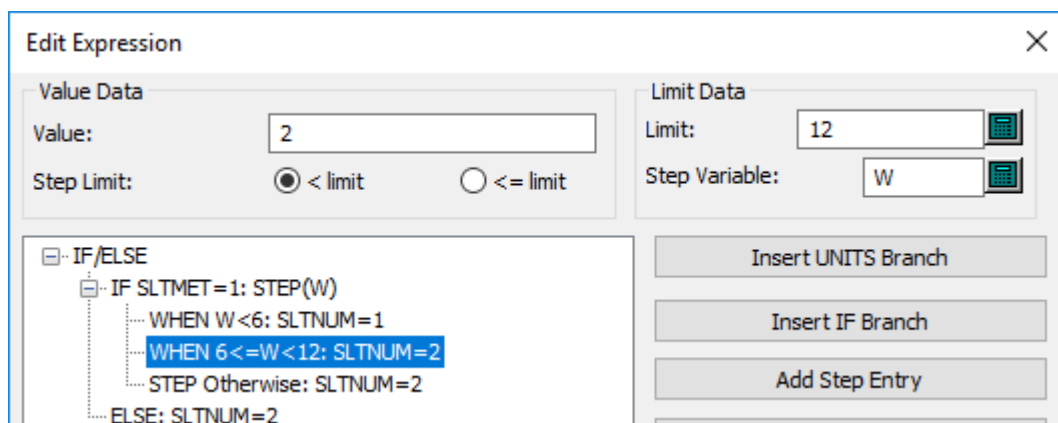 Edit Expression
Value Data
Value: 2
Step Limit: < limit <= limit
Limit Data
Limit: 12
Step Variable: W
IF/ELSE
IF SLTMET=1: STEP(W)
WHEN W<6: SLTNUM=1
WHEN 6<=W<12: SLTNUM=2
STEP Otherwise: SLTNUM=2
ELSE: SLTNUM=2
Insert UNITS Branch
Insert IF Branch
Add Step Entry